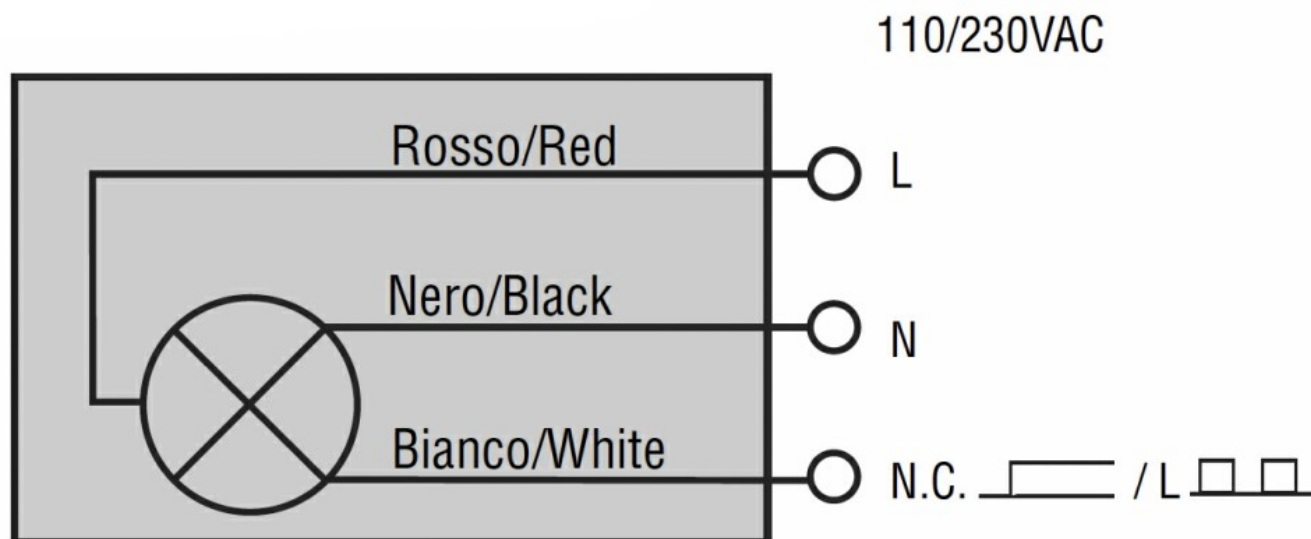 110/230VAC
Rosso/Red
L
Nero/Black
N
Bianco/White
N.C. / L